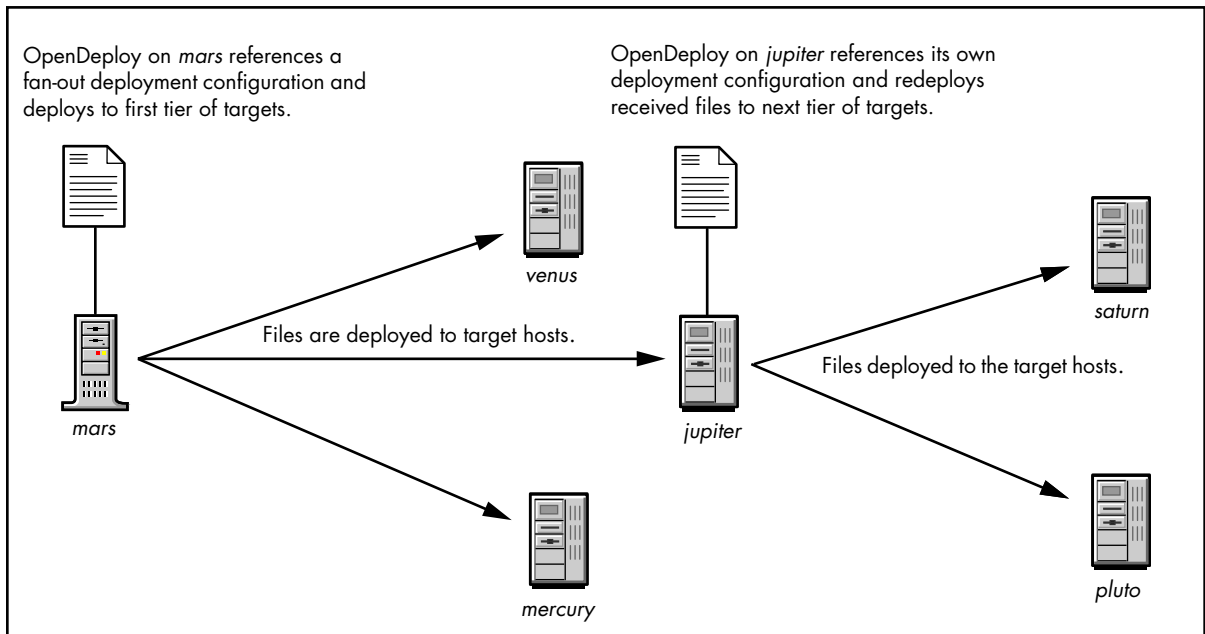 OpenDeploy on mars references a
fan-out deployment configuration and
deploys to first tier of targets.
OpenDeploy on jupiter references its own
deployment configuration and redeploys
received files to next tier of targets.
venus
saturn
Files are deployed to target hosts.
Files deployed to the target hosts.
mars
jupiter
mercury
pluto